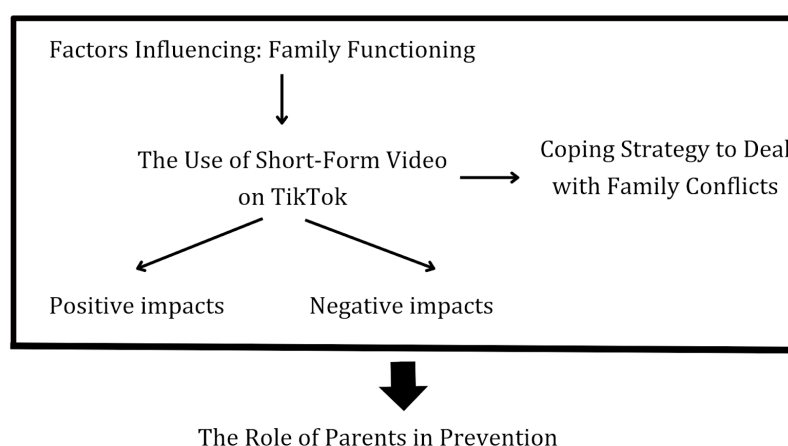 Factors Influencing: Family Functioning
The Use of Short-Form Video
on TikTok
Coping Strategy to Deal
with Family Conflicts
Positive impacts
Negative impacts
The Role of Parents in Prevention